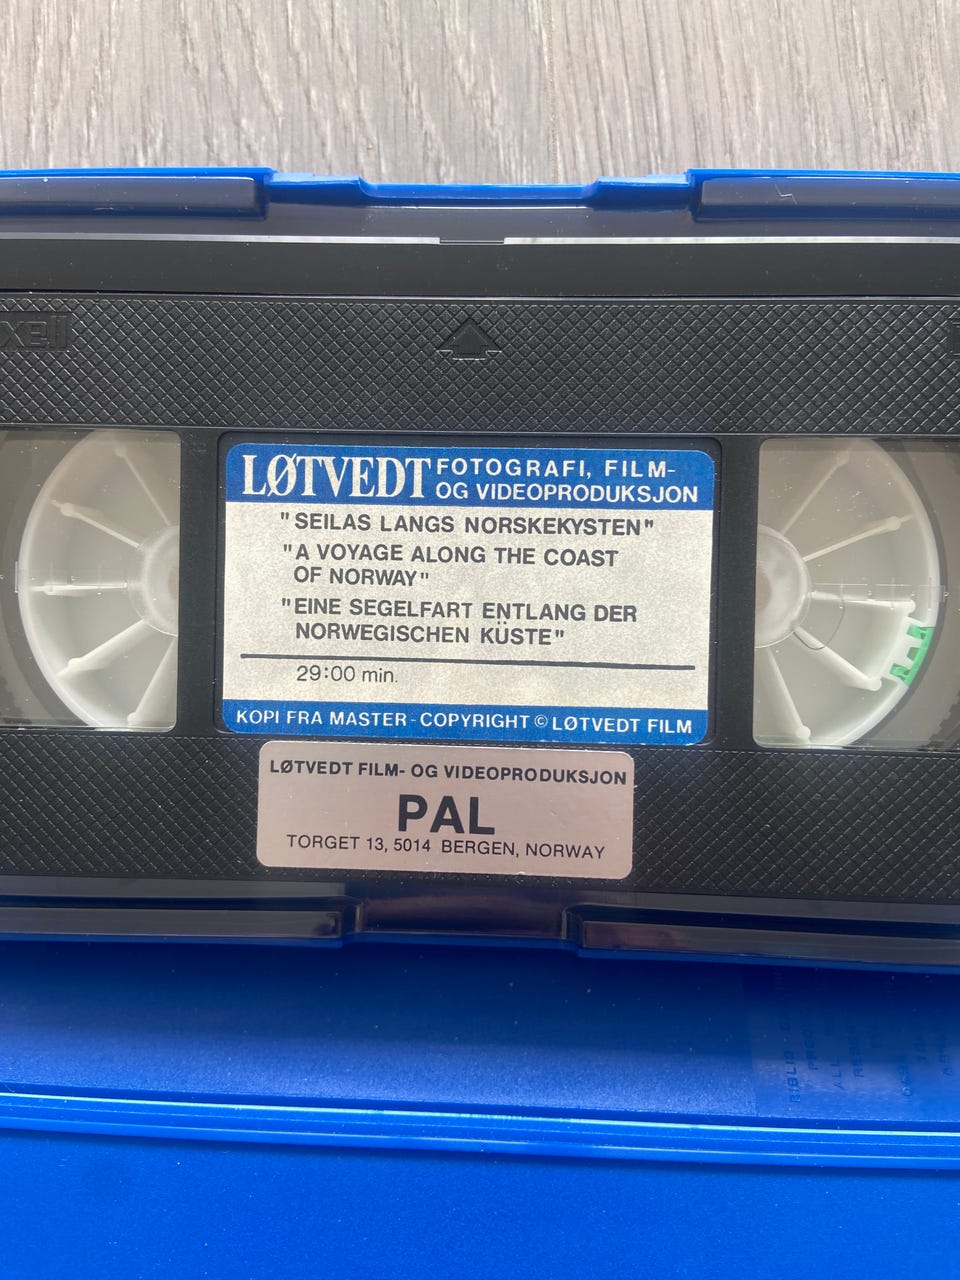 LØTVEDT FOTOGRAFI, FILM-
OG VIDEOPRODUKSJON
"SEILAS LANGS NORSKEKYSTEN"
"A VOYAGE ALONG THE COAST
OF NORWAY"
"EINE SEGELFART ENTLANG DER
NORWEGISCHEN KÜSTE"
29:00 min.
KOPI FRA MASTER - COPYRIGHT © LØTVEDT FILM
LØTVEDT FILM- OG VIDEOPRODUKSJON
PAL
TORGET 13, 5014 BERGEN, NORWAY